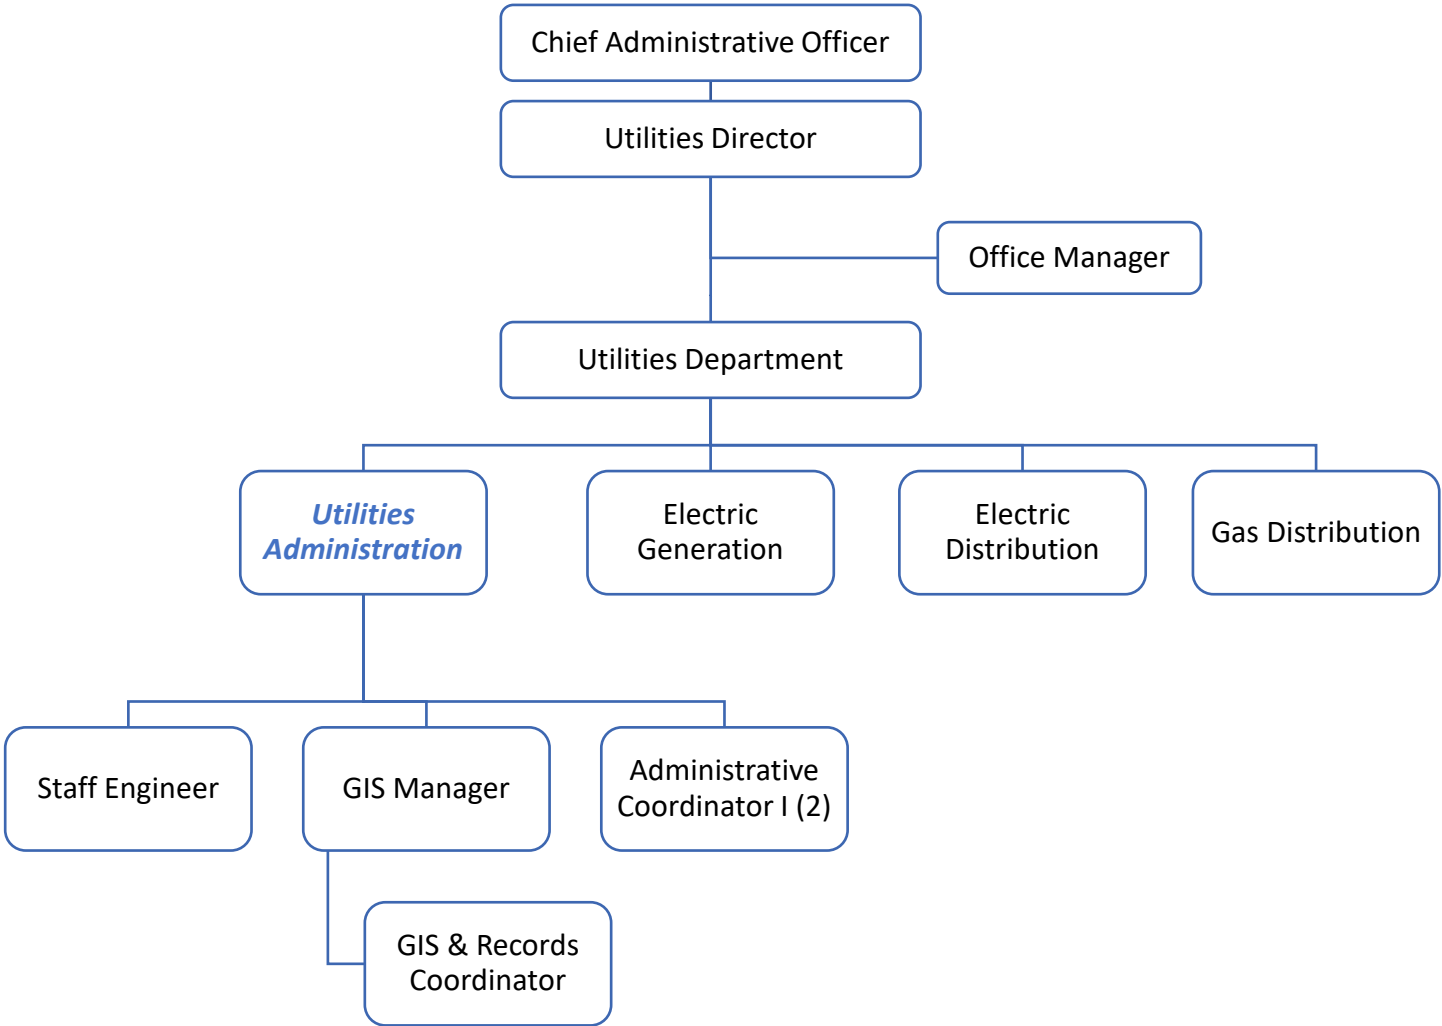 Chief Administrative Officer
Utilities Director
Office Manager
Utilities Department
Utilities
Administration
Electric
Generation
Electric
Distribution
Gas Distribution
Staff Engineer
GIS Manager
Administrative
Coordinator I (2)
GIS & Records
Coordinator